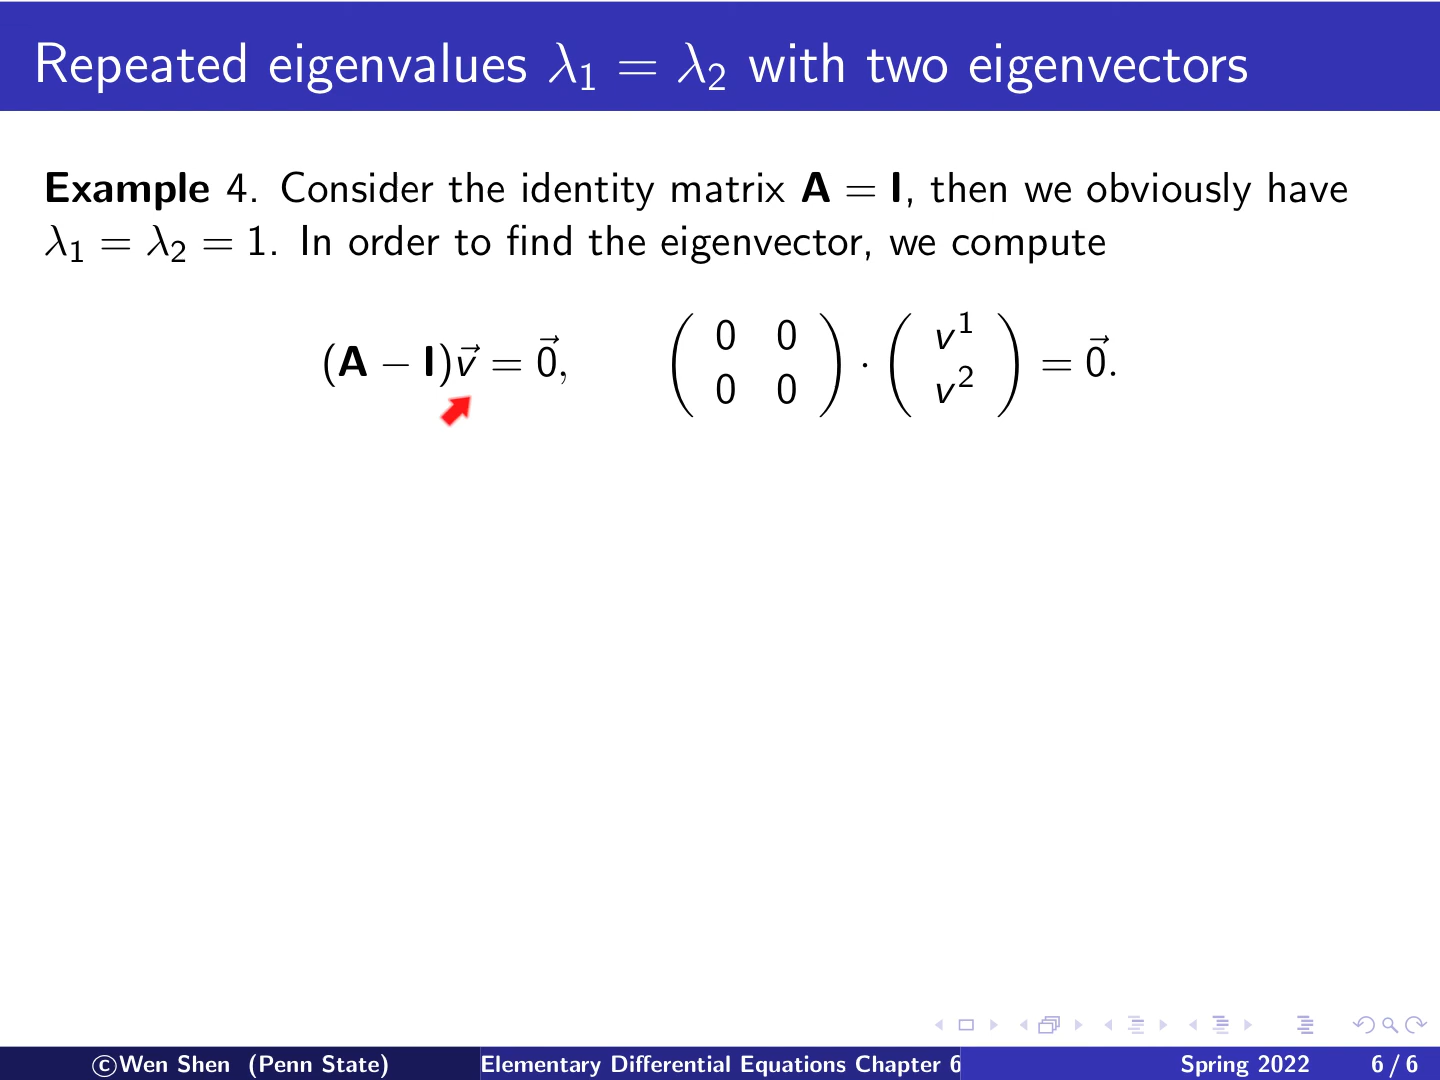 Repeated eigenvalues λ₁ = λ₂ with two eigenvectors
Example 4. Consider the identity matrix A = I, then we obviously have
λ₁ = λ₂ = 1. In order to find the eigenvector, we compute
(A − I)v⃗ = 0⃗, ( 0 0 ; 0 0 ) · ( v¹ ; v² ) = 0⃗.
©Wen Shen (Penn State) Elementary Differential Equations Chapter 6 Spring 2022 6 / 6